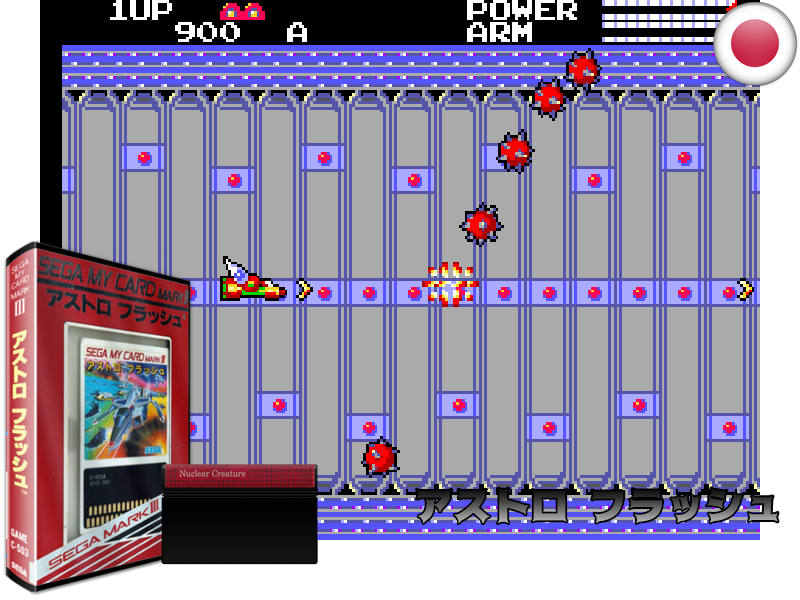 1UP
POWER
900 A
ARM
SEGA MY CARD MARK
アストロ フラッシュ
SEGA
MY
CARD
MARK
III
アストロ フラッシュ
SEGA MY CARD MARK III
アストロ フラッシュ
SEGA
SEGA MARK III
GAME
C-503
SEGA
Nuclear Creature
アストロ フラッシュ